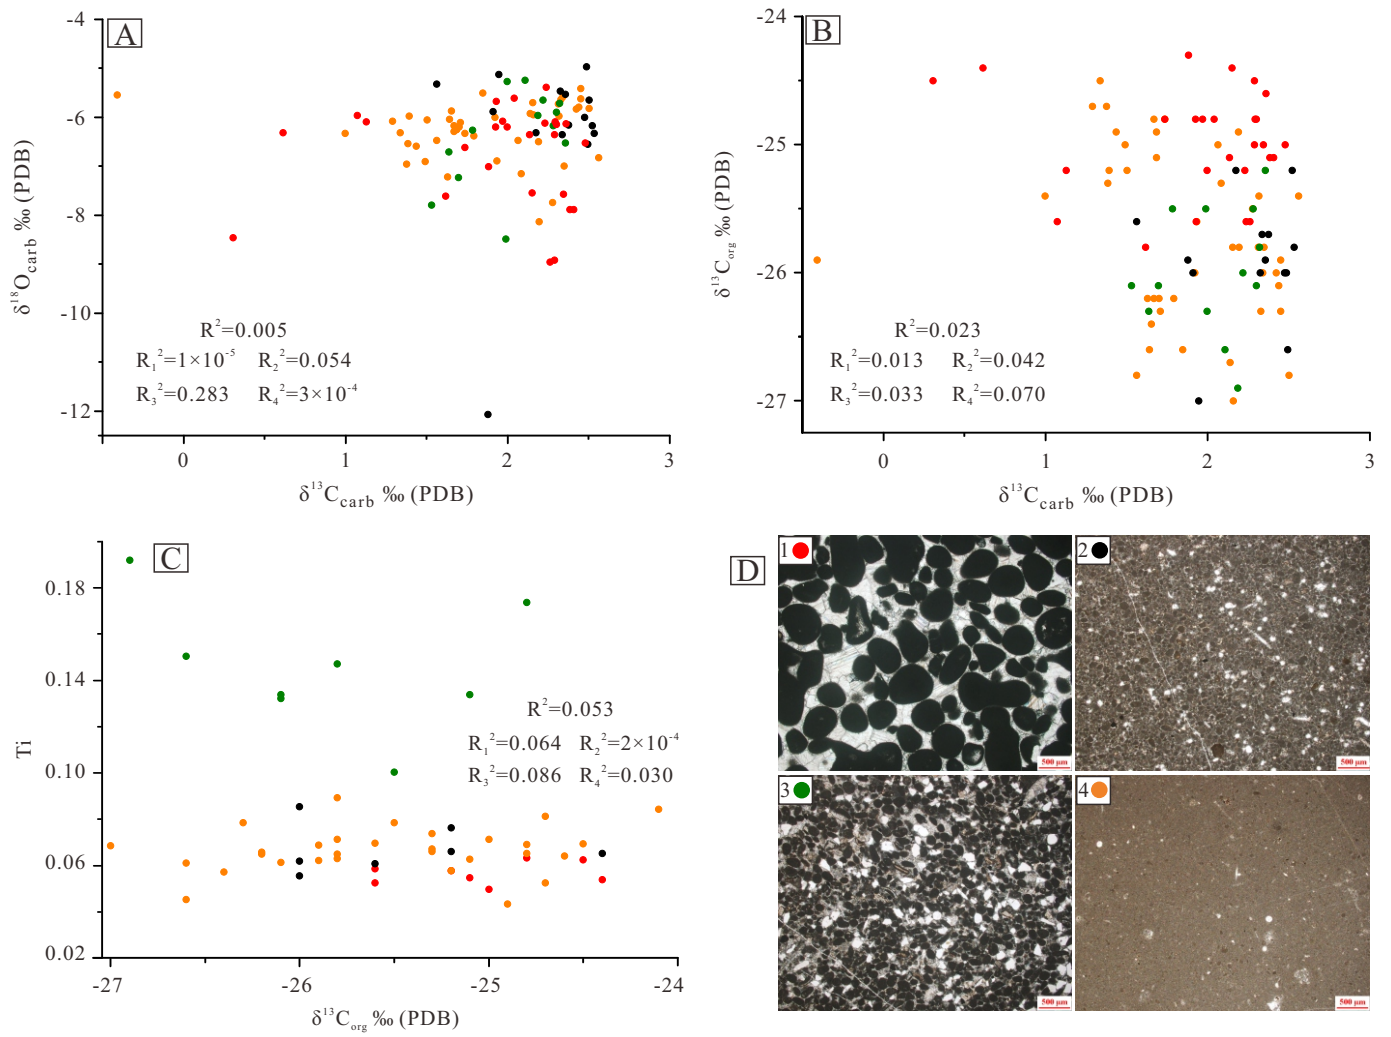 A
-4
-6
-8
-10
-12
δ¹⁸O_carb ‰ (PDB)
R²=0.005
R₁²=1×10⁻⁵ R₂²=0.054
R₃²=0.283 R₄²=3×10⁻⁴
0 1 2 3
δ¹³C_carb ‰ (PDB)
B
-24
-25
-26
-27
δ¹³C_org ‰ (PDB)
R²=0.023
R₁²=0.013 R₂²=0.042
R₃²=0.033 R₄²=0.070
0 1 2 3
δ¹³C_carb ‰ (PDB)
C
0.18
0.14
0.10
0.06
0.02
Ti
R²=0.053
R₁²=0.064 R₂²=2×10⁻⁴
R₃²=0.086 R₄²=0.030
-27 -26 -25 -24
δ¹³C_org ‰ (PDB)
D
1
500 μm
2
500 μm
3
500 μm
4
500 μm